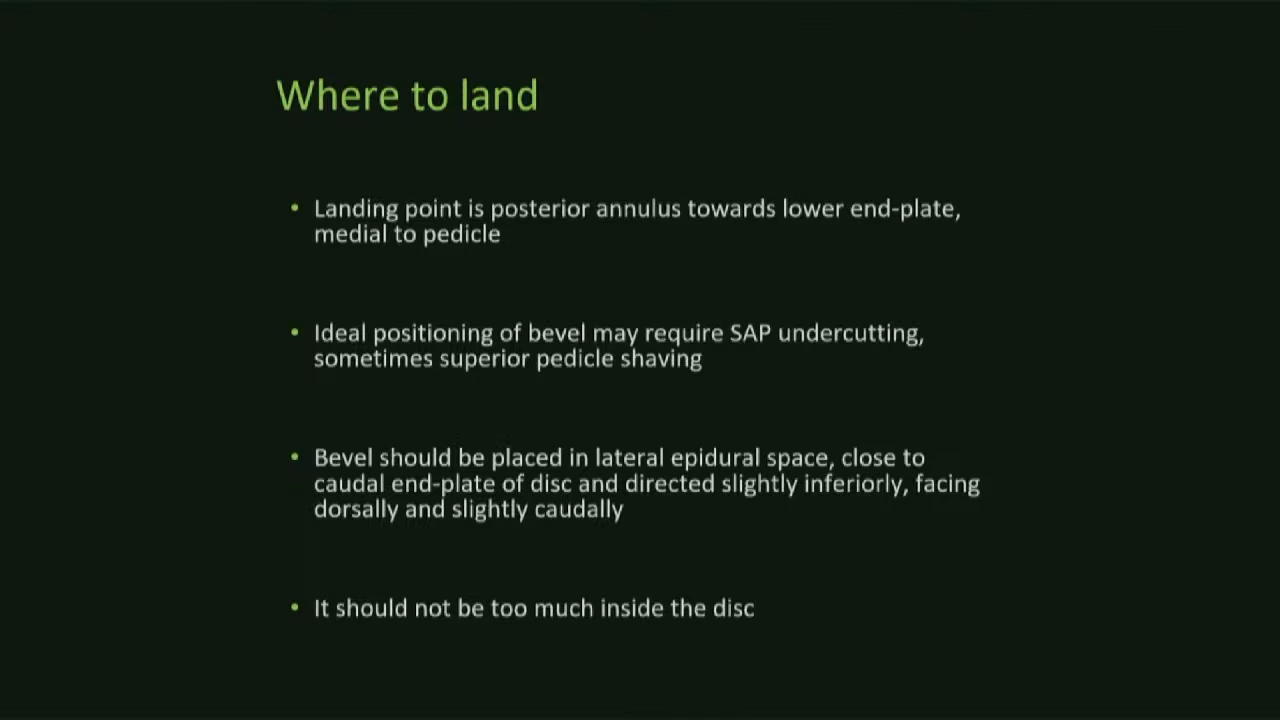 Where to land
• Landing point is posterior annulus towards lower end-plate,
medial to pedicle
• Ideal positioning of bevel may require SAP undercutting,
sometimes superior pedicle shaving
• Bevel should be placed in lateral epidural space, close to
caudal end-plate of disc and directed slightly inferiorly, facing
dorsally and slightly caudally
• It should not be too much inside the disc